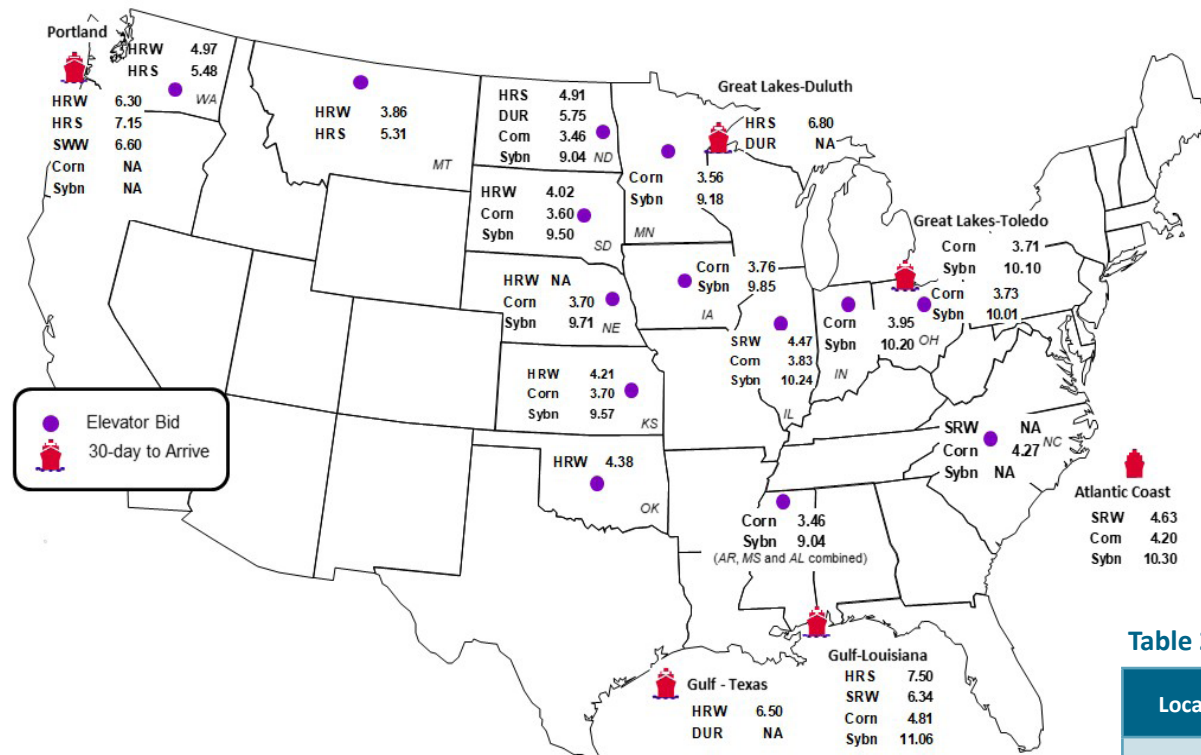 Portland
HRW 4.97
HRS 5.48
WA
HRW 6.30
HRS 7.15
SWW 6.60
Corn NA
Sybn NA
HRW 3.86
HRS 5.31
MT
HRS 4.91
DUR 5.75
Corn 3.46
Sybn 9.04 ND
HRW 4.02
Corn 3.60
Sybn 9.50 SD
HRW NA
Corn 3.70
Sybn 9.71 NE
HRW 4.21
Corn 3.70
Sybn 9.57 KS
HRW 4.38
OK
Great Lakes-Duluth
HRS 6.80
DUR NA
Corn 3.56
Sybn 9.18
MN
Corn 3.76
Sybn 9.85
IA
SRW 4.47
Corn 3.83
Sybn 10.24
IL
Great Lakes-Toledo
Corn 3.71
Sybn 10.10
Corn 3.73
Sybn 10.01
Corn 3.95
Sybn 10.20 OH
IN
SRW NA
Corn 4.27 NC
Sybn NA
Atlantic Coast
SRW 4.63
Corn 4.20
Sybn 10.30
Corn 3.46
Sybn 9.04
(AR, MS and AL combined)
Gulf-Louisiana
HRS 7.50
SRW 6.34
Corn 4.81
Sybn 11.06
Gulf - Texas
HRW 6.50
DUR NA
Elevator Bid
30-day to Arrive
Table
Loca